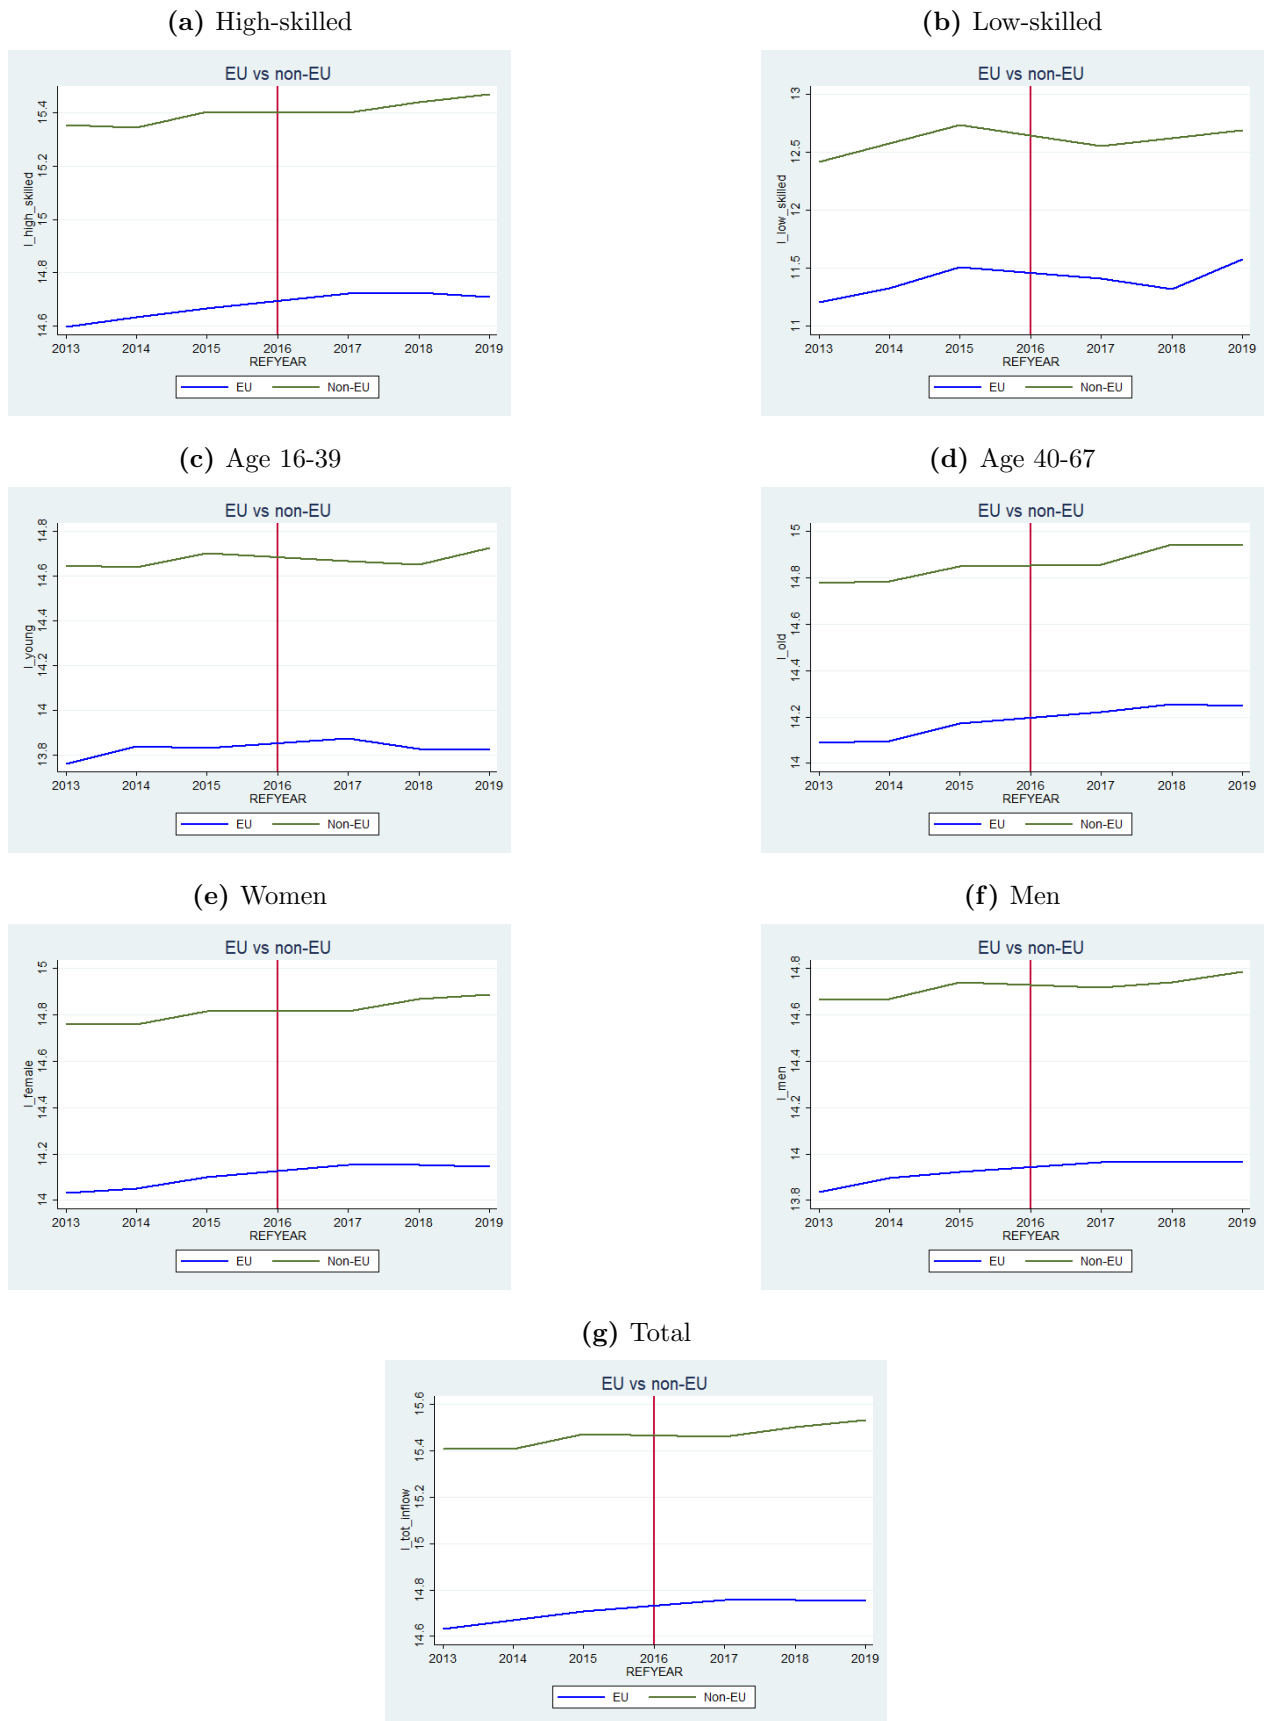 (a) High-skilled
EU vs non-EU
l_high_skilled
14.6 14.8 15 15.2 15.4
2013 2014 2015 2016 2017 2018 2019
REFYEAR
EU Non-EU
(b) Low-skilled
EU vs non-EU
l_low_skilled
11 11.5 12 12.5 13
2013 2014 2015 2016 2017 2018 2019
REFYEAR
EU Non-EU
(c) Age 16-39
EU vs non-EU
l_young
13.8 14 14.2 14.4 14.6 14.8
2013 2014 2015 2016 2017 2018 2019
REFYEAR
EU Non-EU
(d) Age 40-67
EU vs non-EU
l_old
14 14.2 14.4 14.6 14.8 15
2013 2014 2015 2016 2017 2018 2019
REFYEAR
EU Non-EU
(e) Women
EU vs non-EU
l_female
14 14.2 14.4 14.6 14.8 15
2013 2014 2015 2016 2017 2018 2019
REFYEAR
EU Non-EU
(f) Men
EU vs non-EU
l_men
13.8 14 14.2 14.4 14.6 14.8
2013 2014 2015 2016 2017 2018 2019
REFYEAR
EU Non-EU
(g) Total
EU vs non-EU
l_tot_inflow
14.6 14.8 15 15.2 15.4 15.6
2013 2014 2015 2016 2017 2018 2019
REFYEAR
EU Non-EU